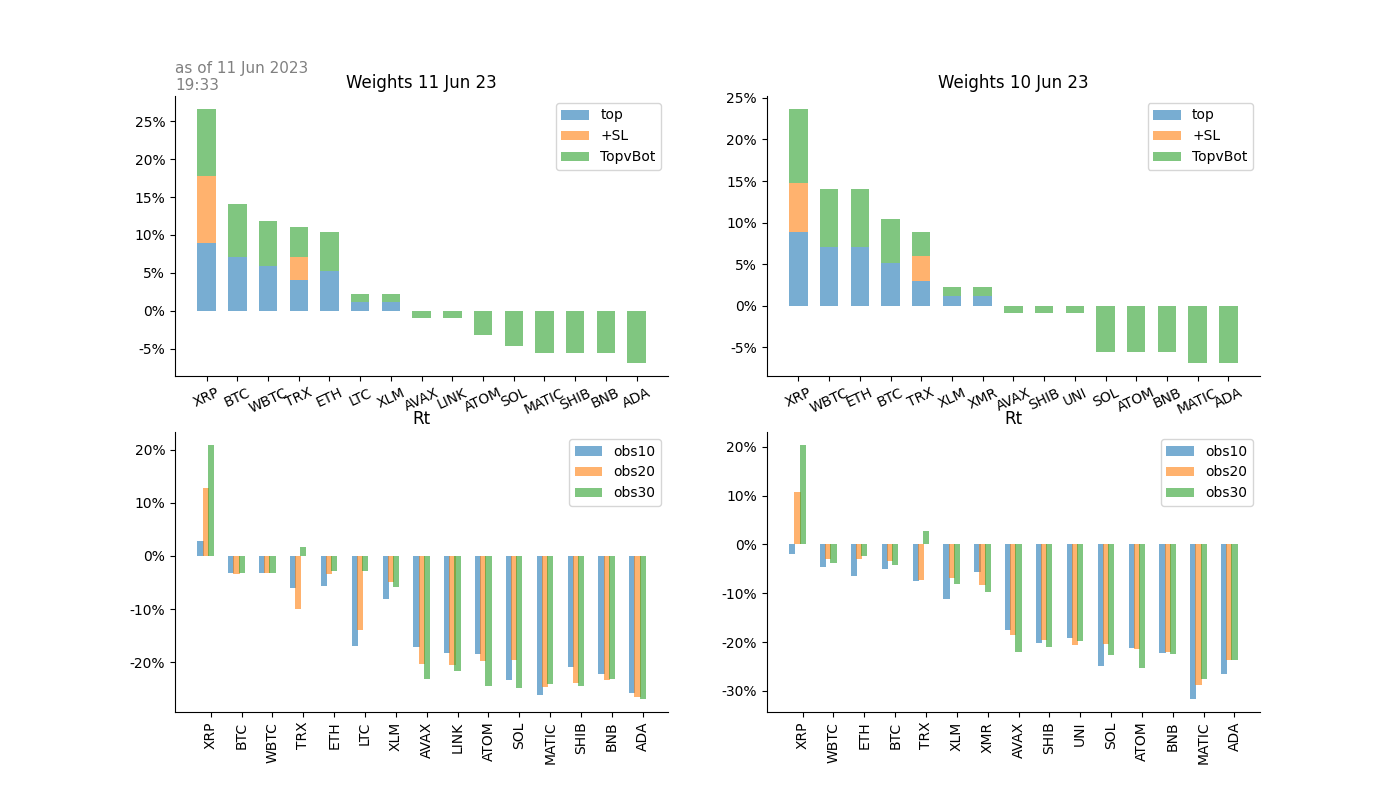 as of 11 Jun 2023
19:33
Weights 11 Jun 23
25%
20%
15%
10%
5%
0%
-5%
top
+SL
TopvBot
XRP BTC WBTC TRX ETH LTC XLM AVAX LINK ATOM SOL MATIC SHIB BNB ADA
Weights 10 Jun 23
25%
20%
15%
10%
5%
0%
-5%
top
+SL
TopvBot
XRP WBTC ETH BTC TRX XLM XMR AVAX SHIB UNI SOL ATOM BNB MATIC ADA
Rt
20%
10%
0%
-10%
-20%
obs10
obs20
obs30
XRP BTC WBTC TRX ETH LTC XLM AVAX LINK ATOM SOL MATIC SHIB BNB ADA
Rt
20%
10%
0%
-10%
-20%
-30%
obs10
obs20
obs30
XRP WBTC ETH BTC TRX XLM XMR AVAX SHIB UNI SOL ATOM BNB MATIC ADA